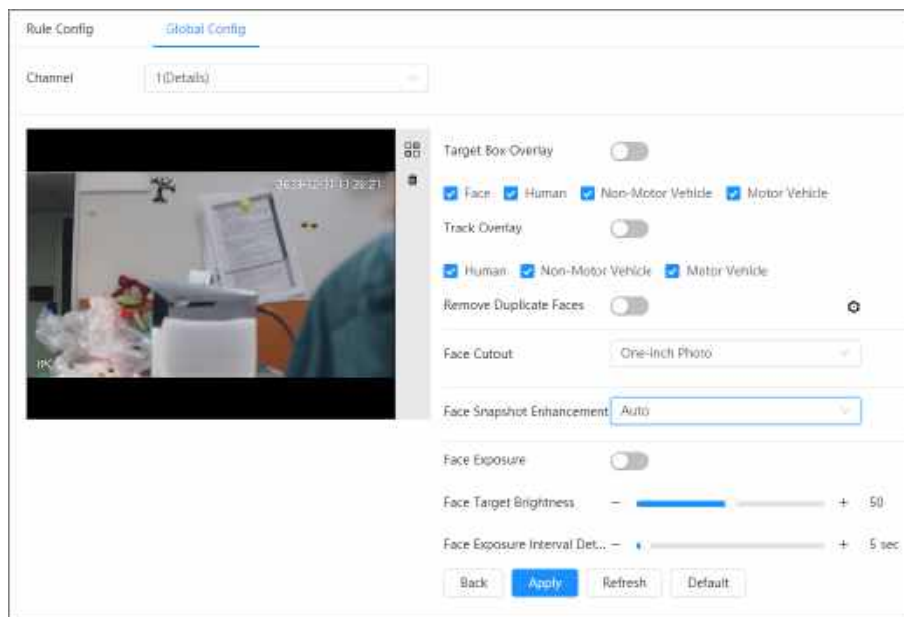 Rule Config Global Config
Channel 1(Details)
Target Box Overlay
Face Human Non-Motor Vehicle Motor Vehicle
Track Overlay
Human Non-Motor Vehicle Motor Vehicle
Remove Duplicate Faces
Face Cutout One-Inch Photo
Face Snapshot Enhancement Auto
Face Exposure
Face Target Brightness − + 50
Face Exposure Interval Det... − + 5 sec
Back Apply Refresh Default
IPC